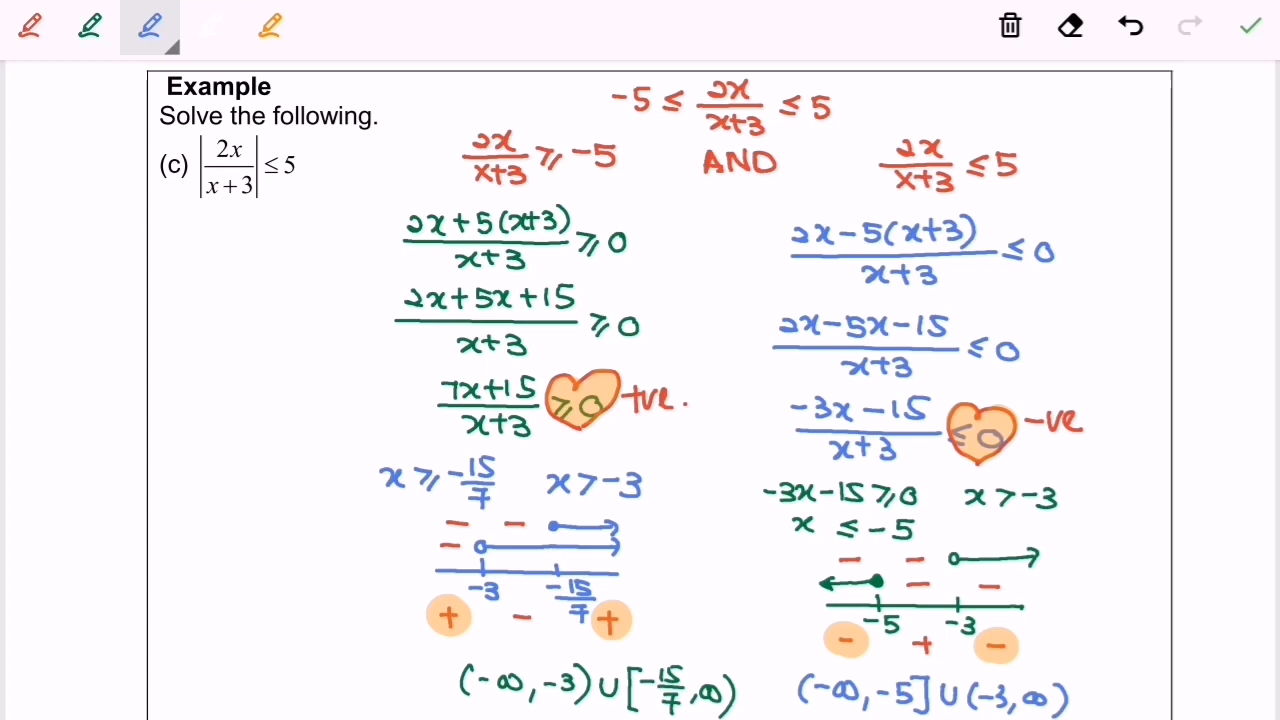 Example
Solve the following.
(c) |2x/(x+3)| ≤ 5
-5 ≤ 2x/(x+3) ≤ 5
2x/(x+3) ≥ -5 AND 2x/(x+3) ≤ 5
(2x+5(x+3))/(x+3) ≥ 0
(2x+5x+15)/(x+3) ≥ 0
(7x+15)/(x+3) ≥ 0 +ve.
x ≥ -15/7 x > -3
- -
-
-3 -15/7
+ - +
(-∞, -3) ∪ [-15/7, ∞)
(2x-5(x+3))/(x+3) ≤ 0
(2x-5x-15)/(x+3) ≤ 0
(-3x-15)/(x+3) ≤ 0 -ve
-3x-15 ≥ 0 x > -3
x ≤ -5
- -
- -
-5 -3
- + -
(-∞, -5] ∪ (-3, ∞)